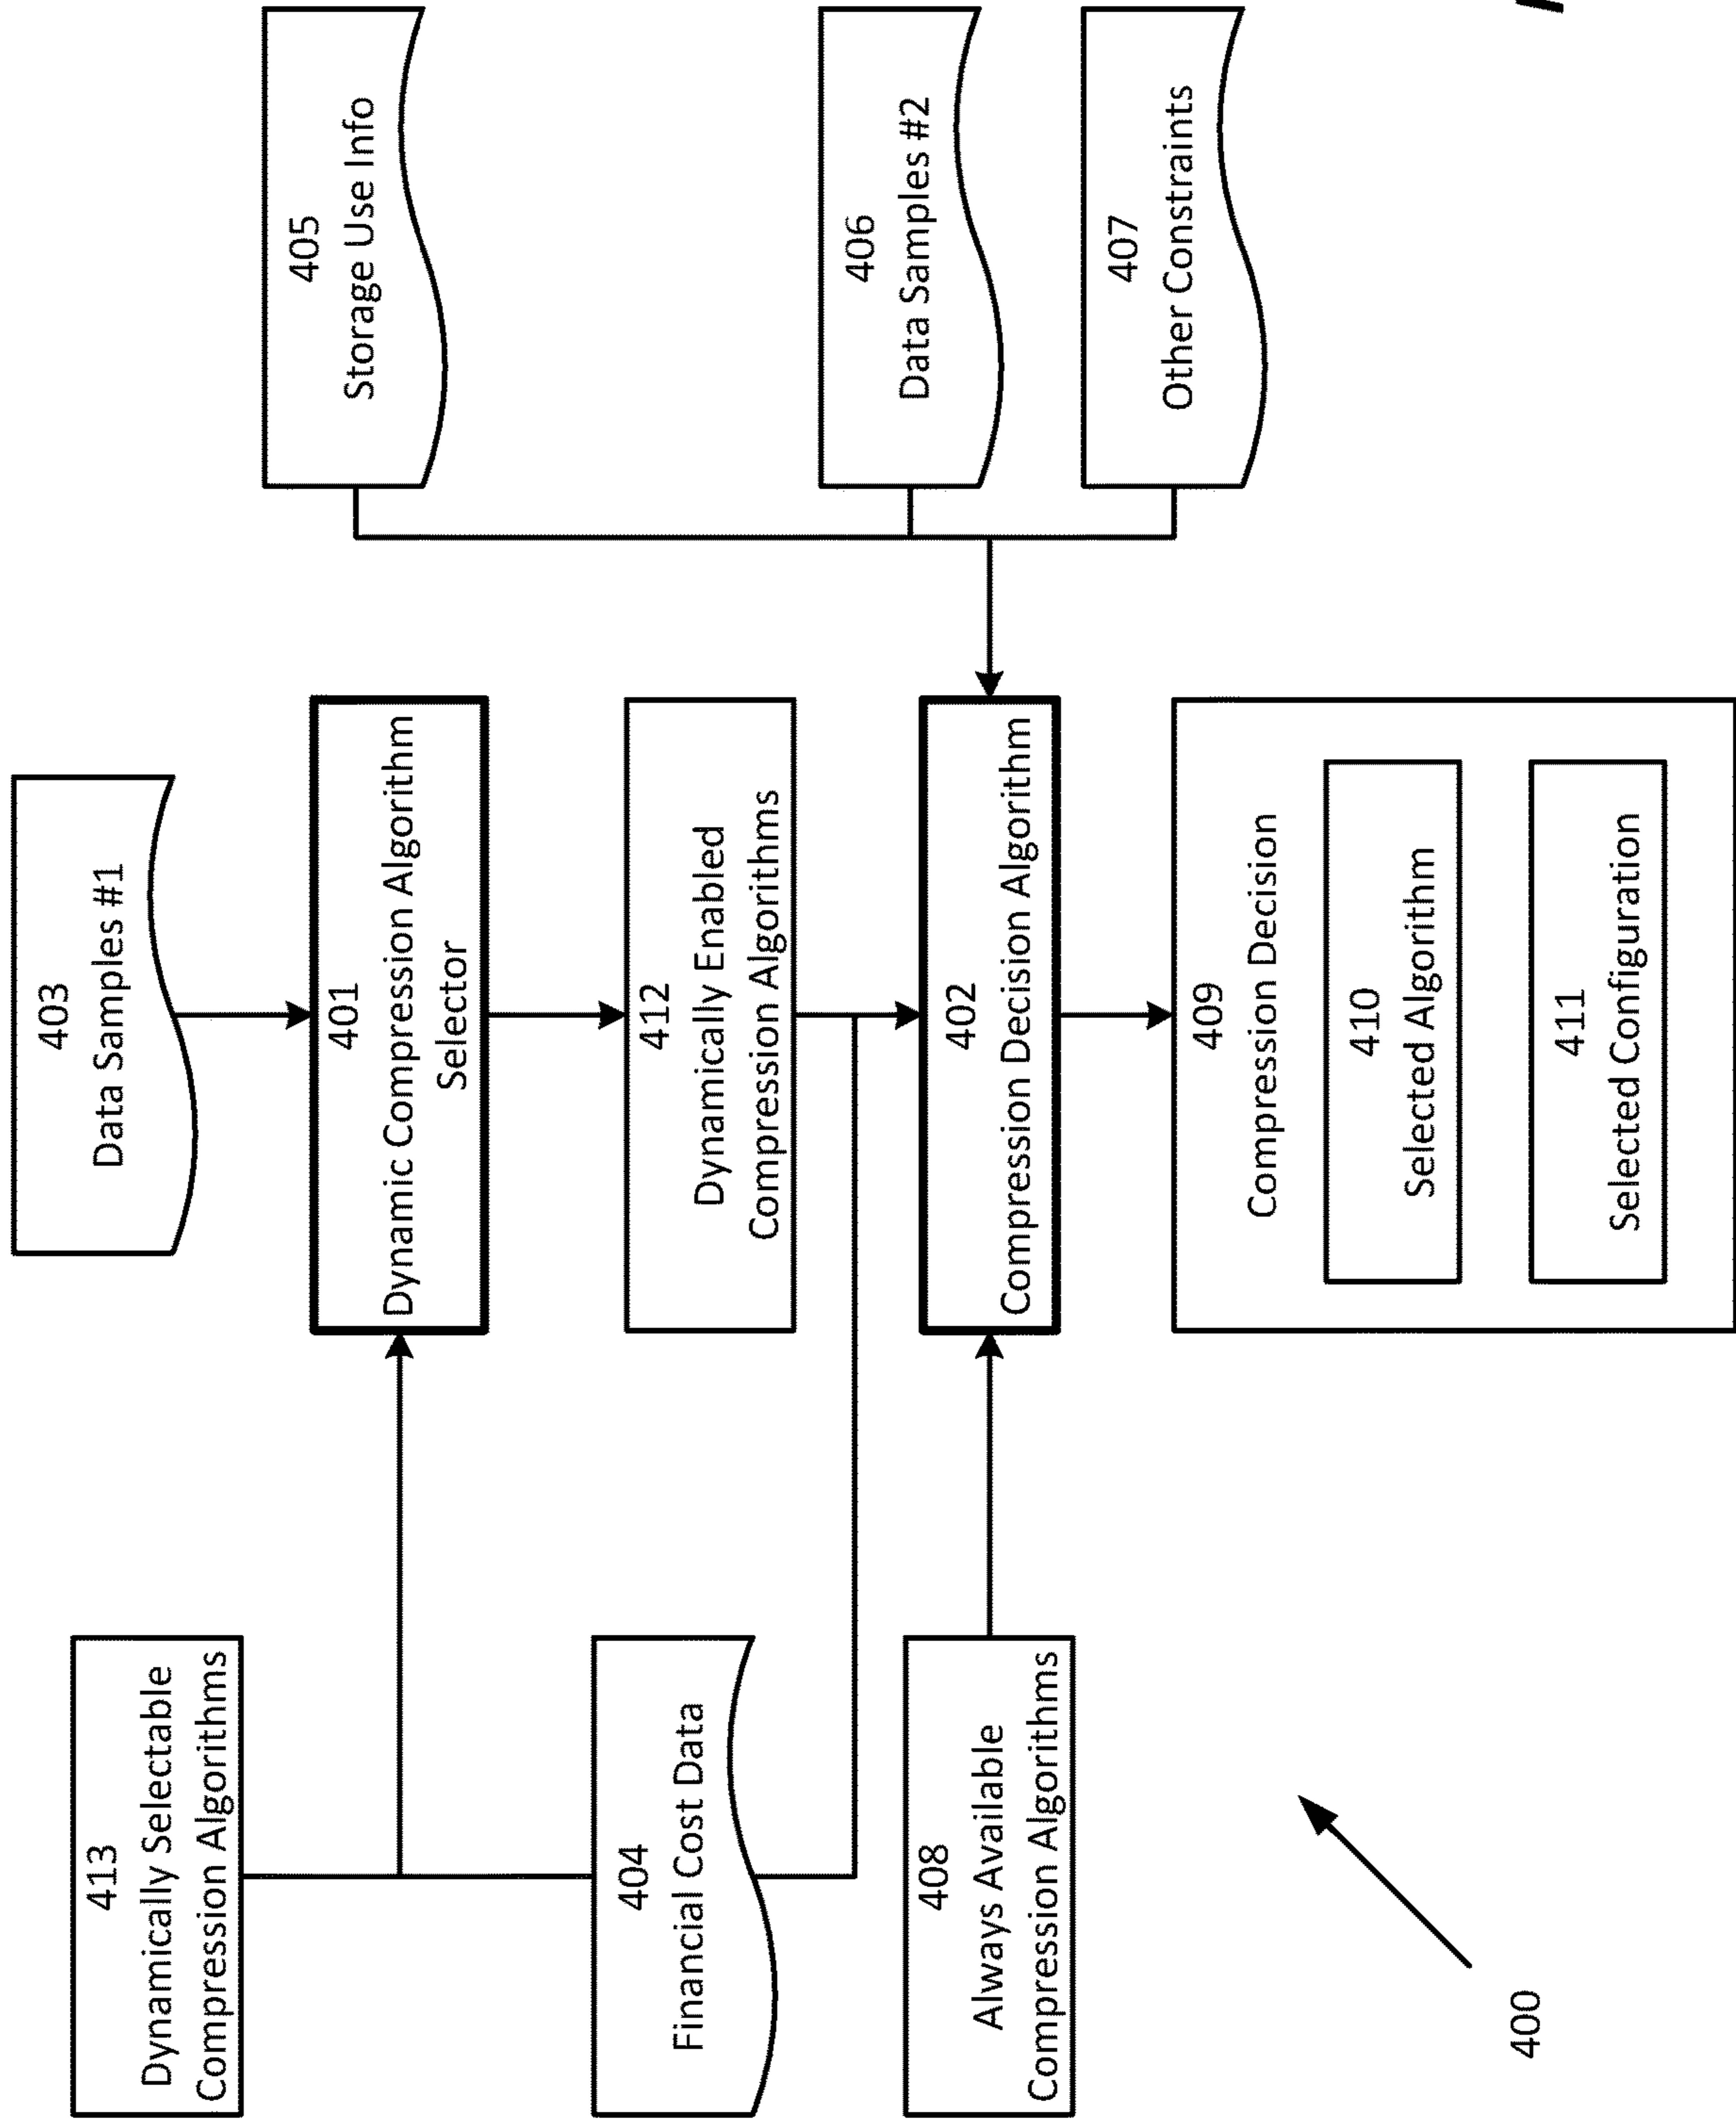 403
Data Samples #1
413
Dynamically Selectable
Compression Algorithms
401
Dynamic Compression Algorithm
Selector
405
Storage Use Info
404
Financial Cost Data
412
Dynamically Enabled
Compression Algorithms
406
Data Samples #2
408
Always Available
Compression Algorithms
402
Compression Decision Algorithm
407
Other Constraints
409
Compression Decision
410
Selected Algorithm
411
Selected Configuration
400